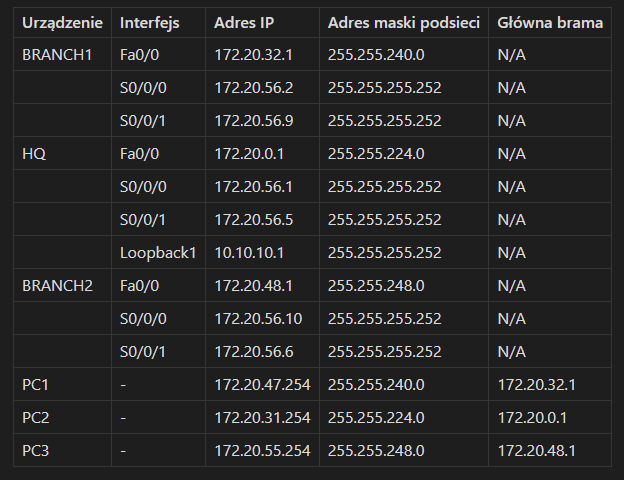 Urządzenie Interfejs Adres IP Adres maski podsieci Główna brama
BRANCH1 Fa0/0 172.20.32.1 255.255.240.0 N/A
S0/0/0 172.20.56.2 255.255.255.252 N/A
S0/0/1 172.20.56.9 255.255.255.252 N/A
HQ Fa0/0 172.20.0.1 255.255.224.0 N/A
S0/0/0 172.20.56.1 255.255.255.252 N/A
S0/0/1 172.20.56.5 255.255.255.252 N/A
Loopback1 10.10.10.1 255.255.255.252 N/A
BRANCH2 Fa0/0 172.20.48.1 255.255.248.0 N/A
S0/0/0 172.20.56.10 255.255.255.252 N/A
S0/0/1 172.20.56.6 255.255.255.252 N/A
PC1 - 172.20.47.254 255.255.240.0 172.20.32.1
PC2 - 172.20.31.254 255.255.224.0 172.20.0.1
PC3 - 172.20.55.254 255.255.248.0 172.20.48.1